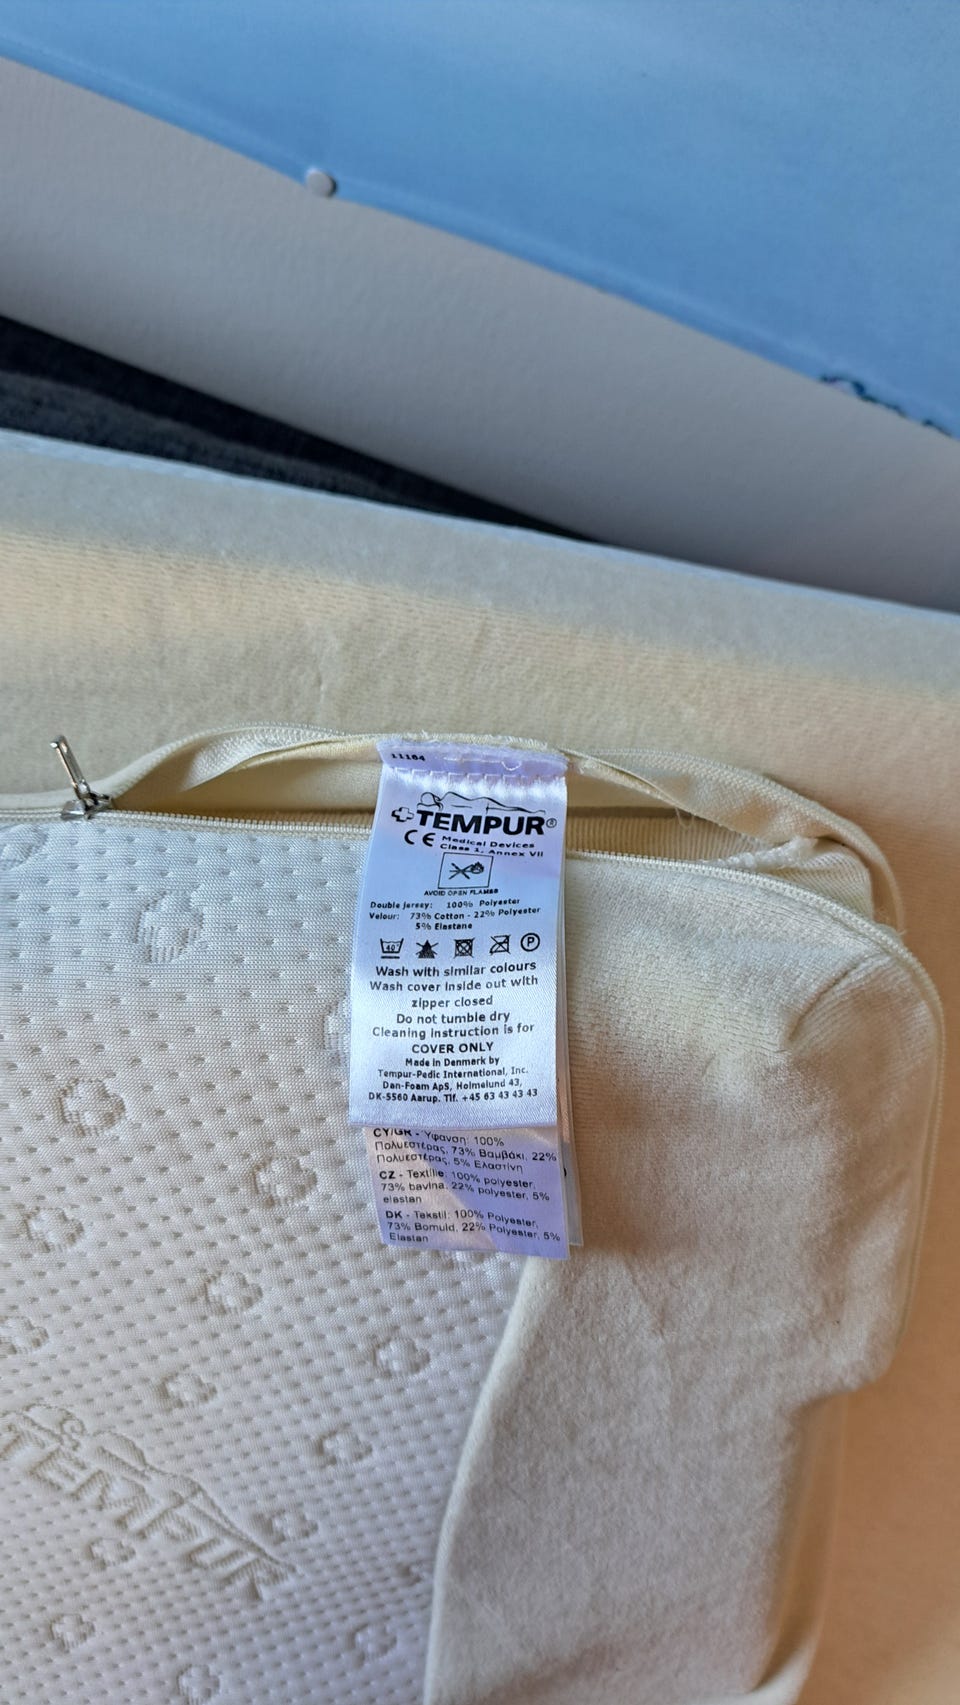 11164
TEMPUR®
CE Medical Devices
Class 1, Annex VII
AVOID OPEN FLAMES
Double jersey: 100% Polyester
Velour: 73% Cotton - 22% Polyester
5% Elastane
40°
P
Wash with similar colours
Wash cover inside out with
zipper closed
Do not tumble dry
Cleaning instruction is for
COVER ONLY
Made in Denmark by
Tempur-Pedic International, Inc.
Dan-Foam ApS, Holmelund 43,
DK-5560 Aarup. Tlf. +45 63 43 43 43
CY/GR - Υφανση: 100%
Πολυεστέρας, 73% Βαμβάκι, 22%
Πολυεστέρας, 5% Ελαστίνη
CZ - Textilie: 100% polyester,
73% bavlna, 22% polyester, 5%
elastan
DK - Tekstil: 100% Polyester,
73% Bomuld, 22% Polyester, 5%
Elastan
TEMPUR